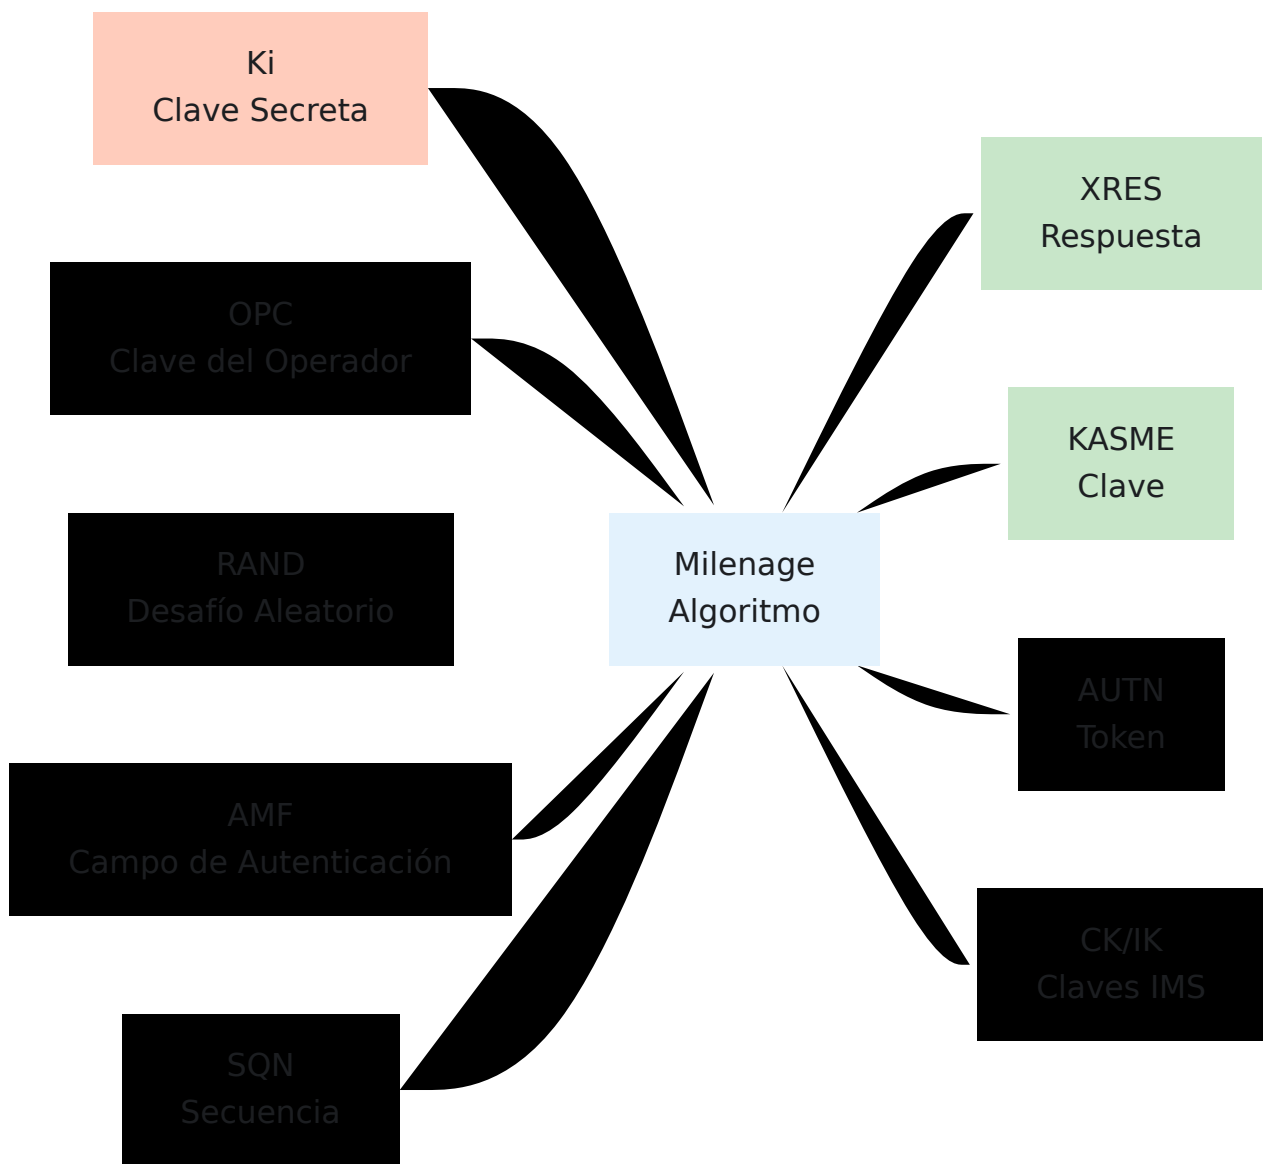 Ki
Clave Secreta
OPC
Clave del Operador
RAND
Desafío Aleatorio
AMF
Campo de Autenticación
SQN
Secuencia
Milenage
Algoritmo
XRES
Respuesta
KASME
Clave
AUTN
Token
CK/IK
Claves IMS